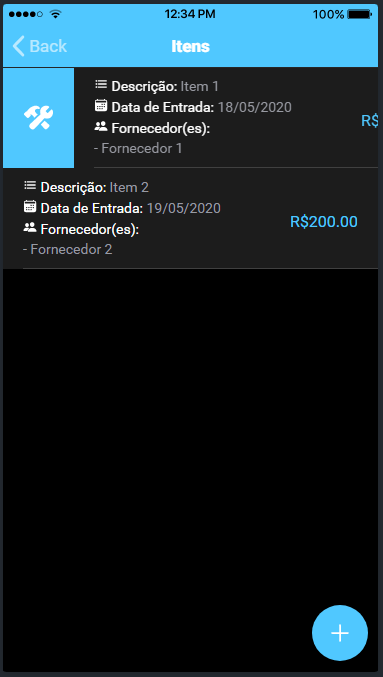 12:34 PM 100%
Back Itens
Descrição: Item 1
Data de Entrada: 18/05/2020
R$
Fornecedor(es):
- Fornecedor 1
Descrição: Item 2
Data de Entrada: 19/05/2020
R$200.00
Fornecedor(es):
- Fornecedor 2